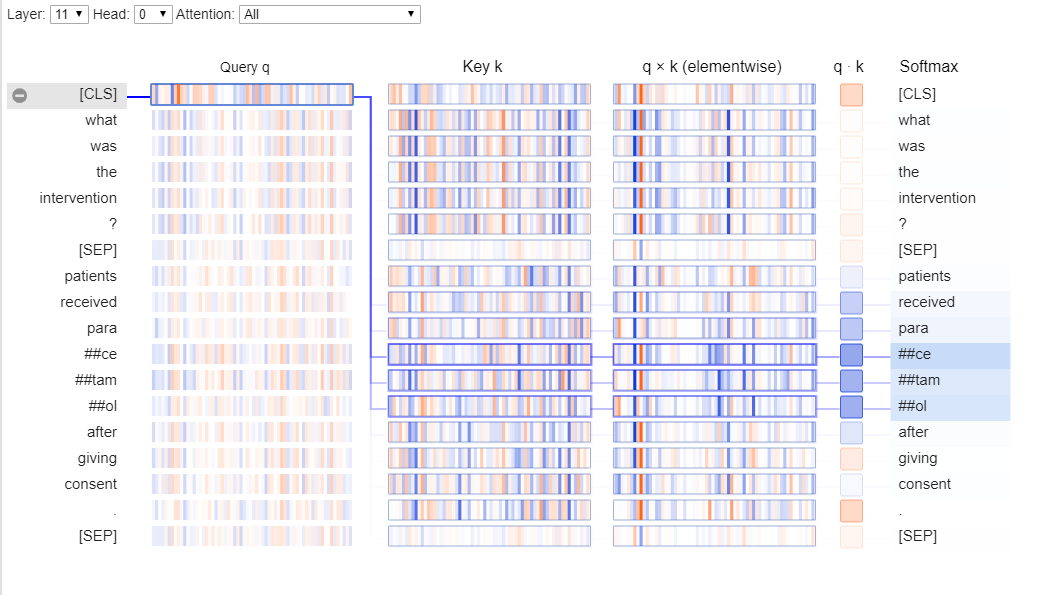 Layer: 11 Head: 0 Attention: All
Query q Key k q × k (elementwise) q · k Softmax
[CLS] [CLS]
what what
was was
the the
intervention intervention
? ?
[SEP] [SEP]
patients patients
received received
para para
##ce ##ce
##tam ##tam
##ol ##ol
after after
giving giving
consent consent
. .
[SEP] [SEP]